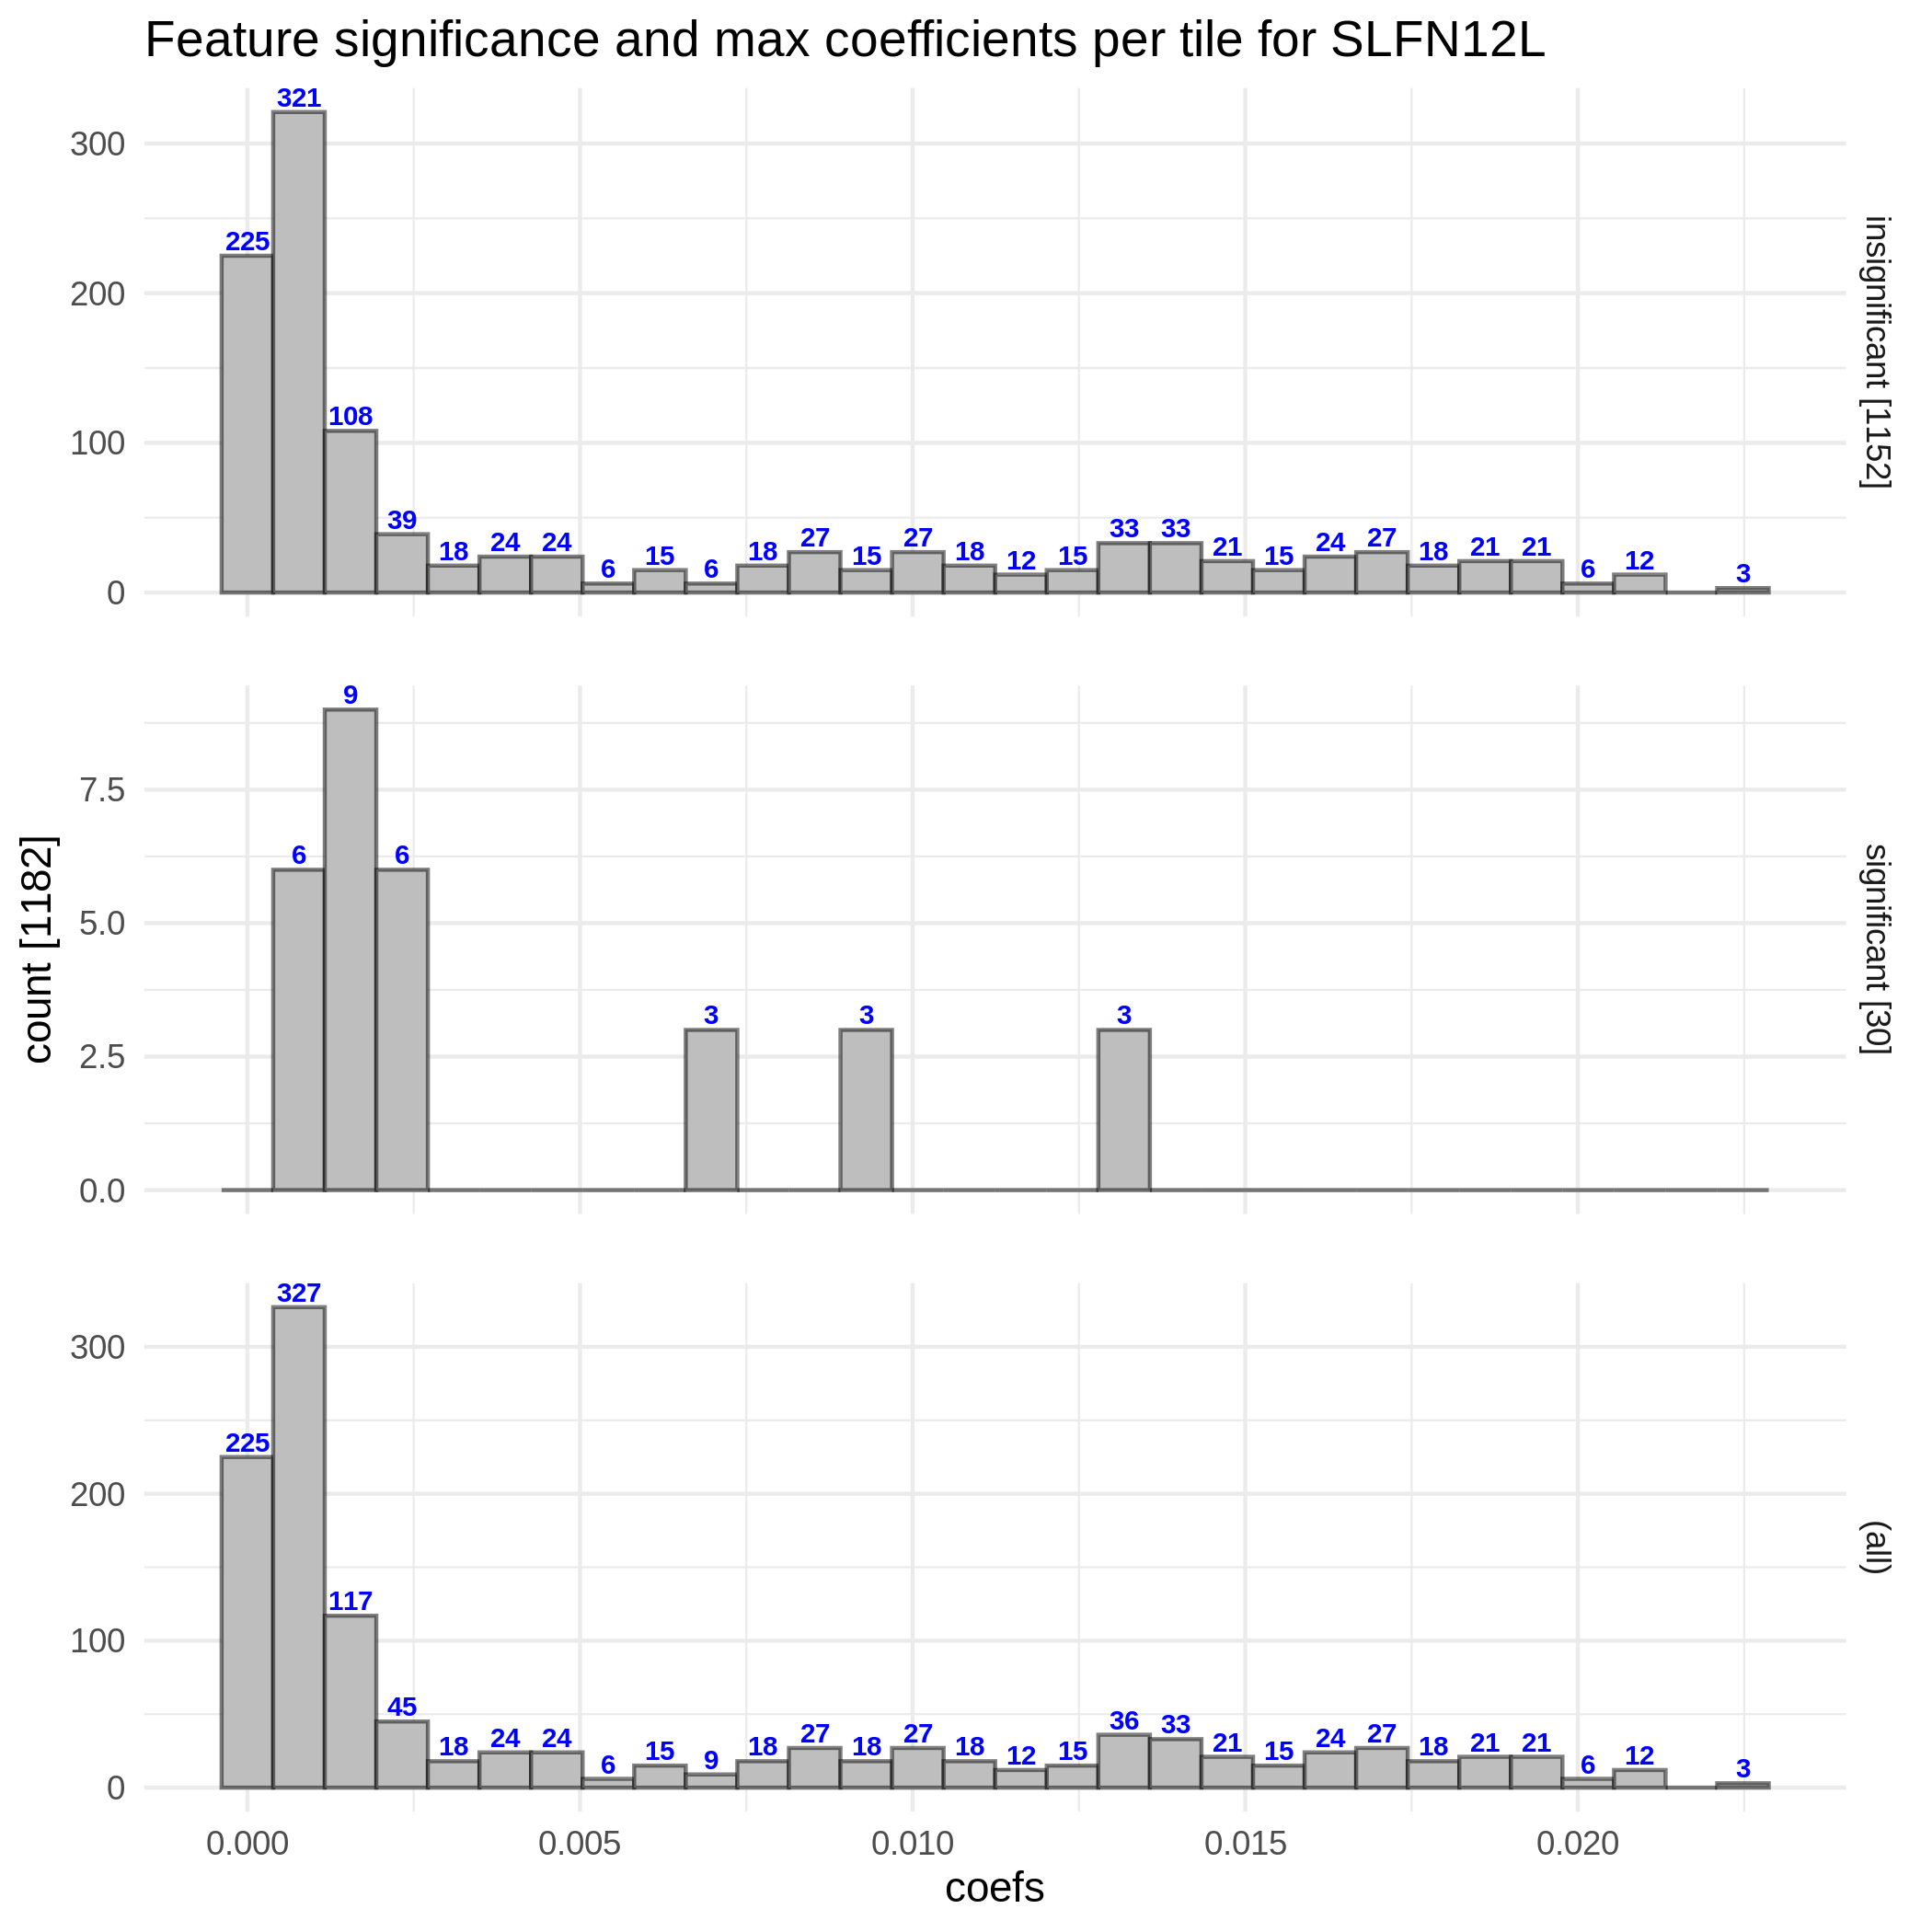 Feature significance and max coefficients per tile for SLFN12L
321
300
225
200
108
100
39 18 24 24 6 15 6 18 27 15 27 18 12 15 33 33 21 15 24 27 18 21 21 6 12 3
0
insignificant [1152]
9
7.5
6 6
5.0
3 3 3
2.5
0.0
significant [30]
count [1182]
327
300
225
200
117
100
45 18 24 24 6 15 9 18 27 18 27 18 12 15 36 33 21 15 24 27 18 21 21 6 12 3
0
(all)
0.000 0.005 0.010 0.015 0.020
coefs